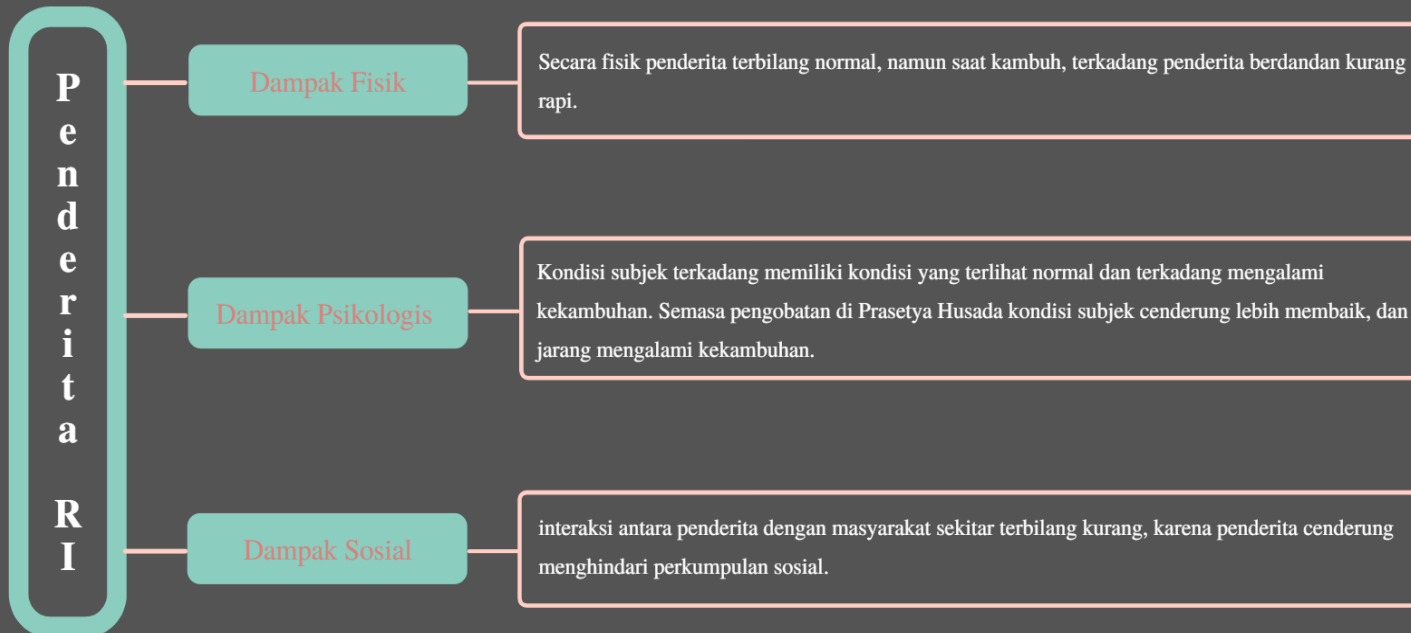 Penderita RI
Dampak Fisik
Secara fisik penderita terbilang normal, namun saat kambuh, terkadang penderita berdandan kurang
rapi.
Dampak Psikologis
Kondisi subjek terkadang memiliki kondisi yang terlihat normal dan terkadang mengalami
kekambuhan. Semasa pengobatan di Prasetya Husada kondisi subjek cenderung lebih membaik, dan
jarang mengalami kekambuhan.
Dampak Sosial
interaksi antara penderita dengan masyarakat sekitar terbilang kurang, karena penderita cenderung
menghindari perkumpulan sosial.